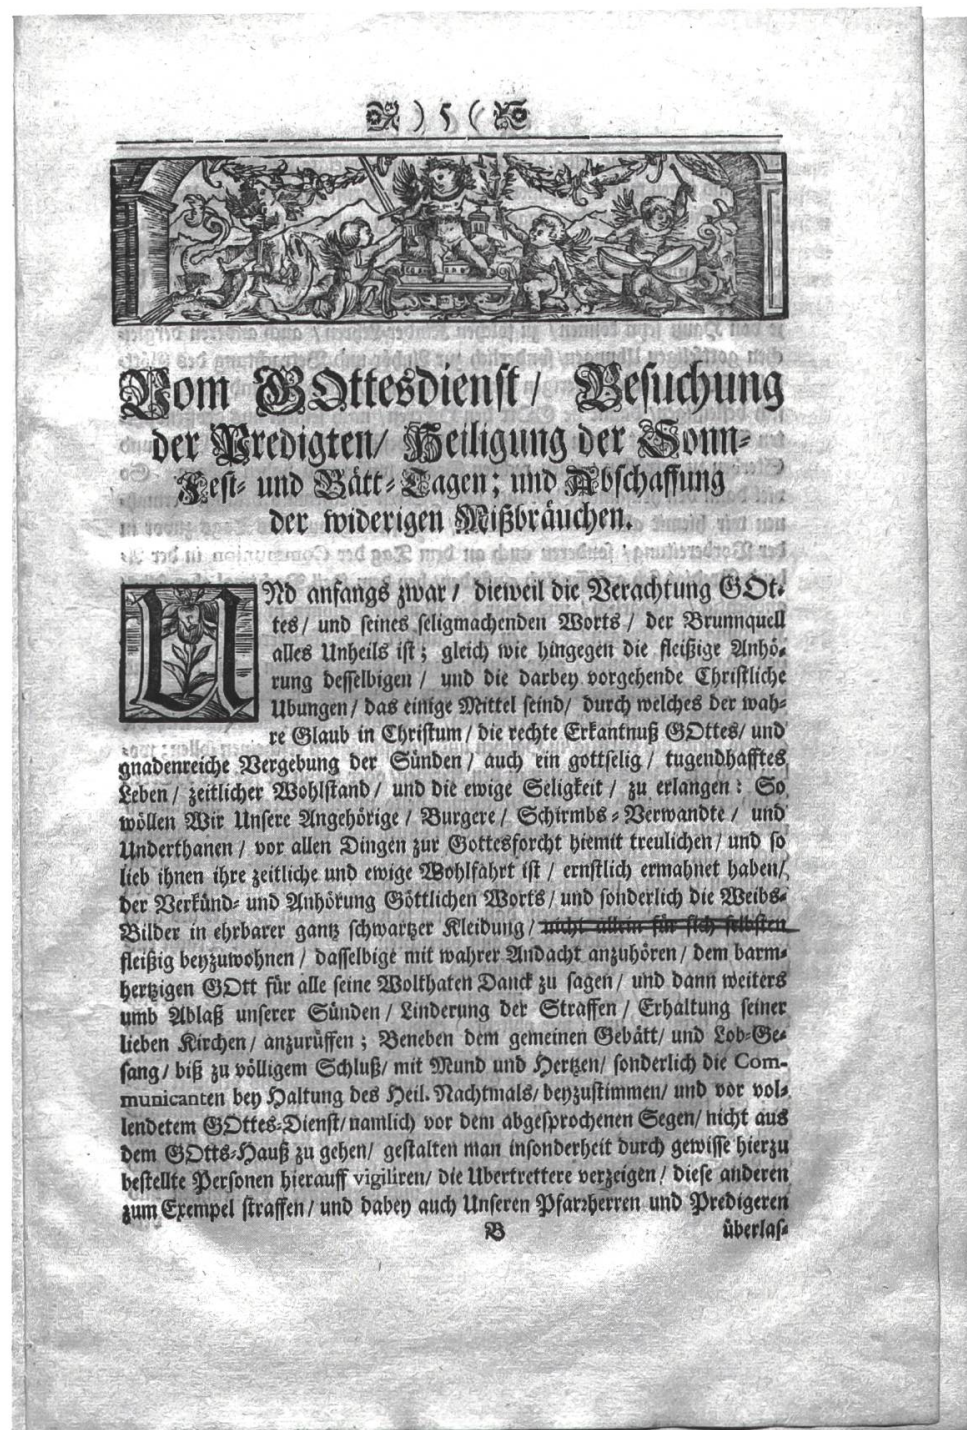 ) 5 (
Vom GOttesdienst / Besuchung
der Predigten / Heiligung der Sonn-
Fest- und Bätt-Tagen; und Abschaffung
der widerigen Mißbräuchen.
UNd anfangs zwar / dieweil die Verachtung GOt-
tes / und seines seligmachenden Worts / der Brunnquell
alles Unheils ist; gleich wie hingegen die fleißige Anhö-
rung desselbigen / und die darbey vorgehende Christliche
Ubungen / das einige Mittel seind / durch welches der wah-
re Glaub in Christum / die rechte Erkantnuß GOttes / und
gnadenreiche Vergebung der Sünden / auch ein gottselig / tugendhafftes
Leben / zeitlicher Wohlstand / und die ewige Seligkeit / zu erlangen: So
wöllen Wir Unsere Angehörige / Burgere / Schirmbs-Verwandte / und
Underthanen / vor allen Dingen zur Gottesforcht hiemit treulichen / und so
lieb ihnen ihre zeitliche und ewige Wohlfahrt ist / ernstlich ermahnet haben /
der Verkünd- und Anhörung Göttlichen Worts / und sonderlich die Weibs-
Bilder in ehrbarer gantz schwartzer Kleidung / nicht allein für sich selbsten
fleißig beyzuwohnen / dasselbige mit wahrer Andacht anzuhören / dem barm-
hertzigen GOtt für alle seine Wolthaten Danck zu sagen / und dann weiters
umb Ablaß unserer Sünden / Linderung der Straffen / Erhaltung seiner
lieben Kirchen / anzurüffen; Beneben dem gemeinen Gebätt / und Lob-Ge-
sang / biß zu völligem Schluß / mit Mund und Hertzen / sonderlich die Com-
municanten bey Haltung des Heil. Nachtmals / beyzustimmen / und vor vol-
lendetem GOttes-Dienst / namlich vor dem abgesprochenen Segen / nicht aus
dem GOtts-Hauß zu gehen / gestalten man insonderheit durch gewisse hierzu
bestellte Personen hierauff vigiliren / die Ubertrettere verzeigen / diese anderen
zum Exempel straffen / und dabey auch Unseren Pfarrherren und Predigeren
B überlas-